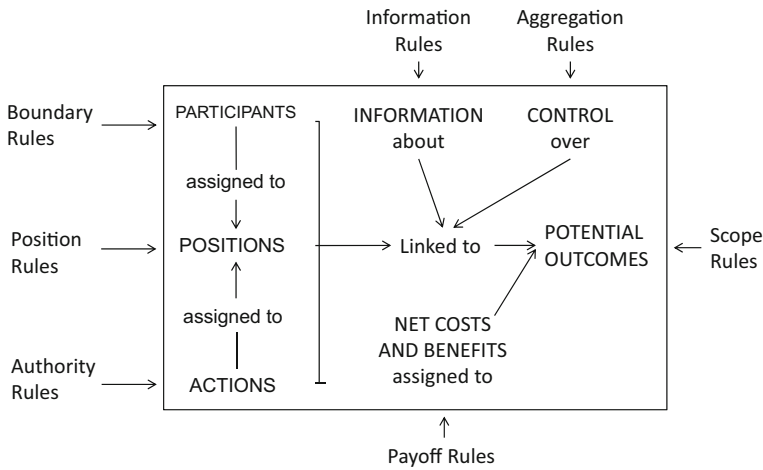 Information
Rules
Aggregation
Rules
Boundary
Rules
PARTICIPANTS
INFORMATION
about
CONTROL
over
assigned to
Position
Rules
POSITIONS
Linked to
POTENTIAL
OUTCOMES
Scope
Rules
assigned to
NET COSTS
AND BENEFITS
assigned to
Authority
Rules
ACTIONS
Payoff Rules